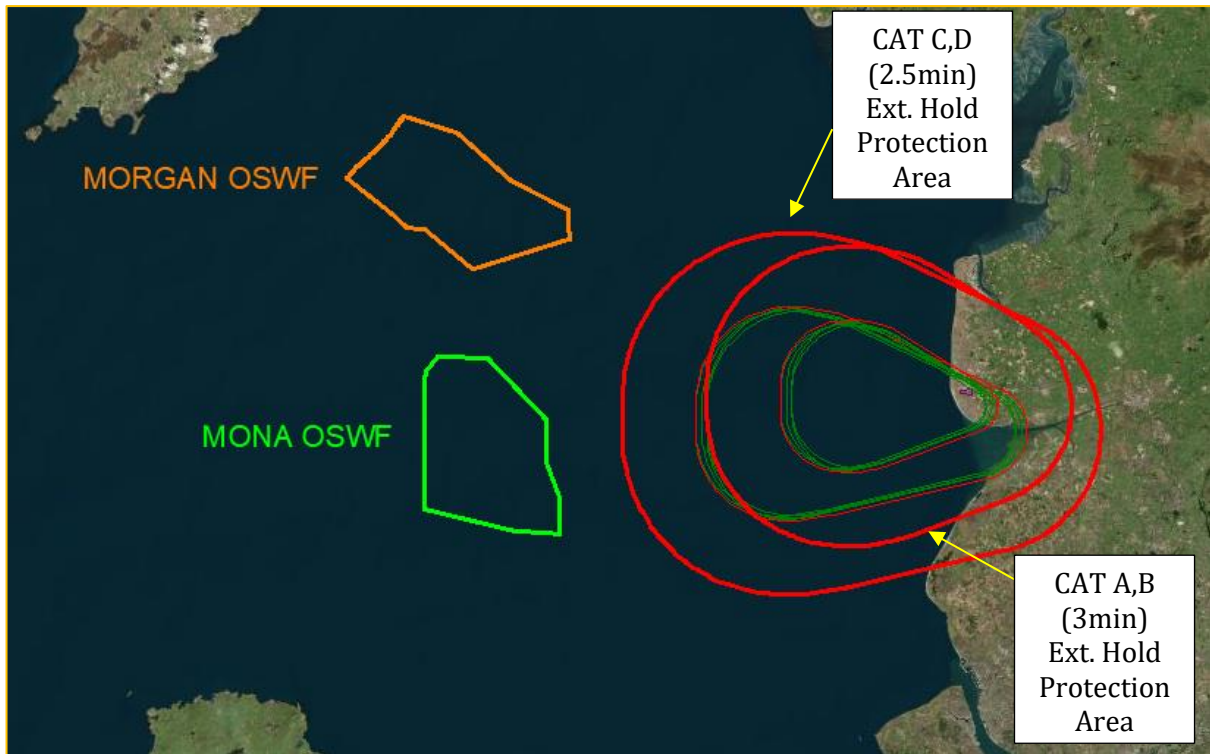 CAT C,D
(2.5min)
Ext. Hold
Protection
Area
MORGAN OSWF
MONA OSWF
CAT A,B
(3min)
Ext. Hold
Protection
Area